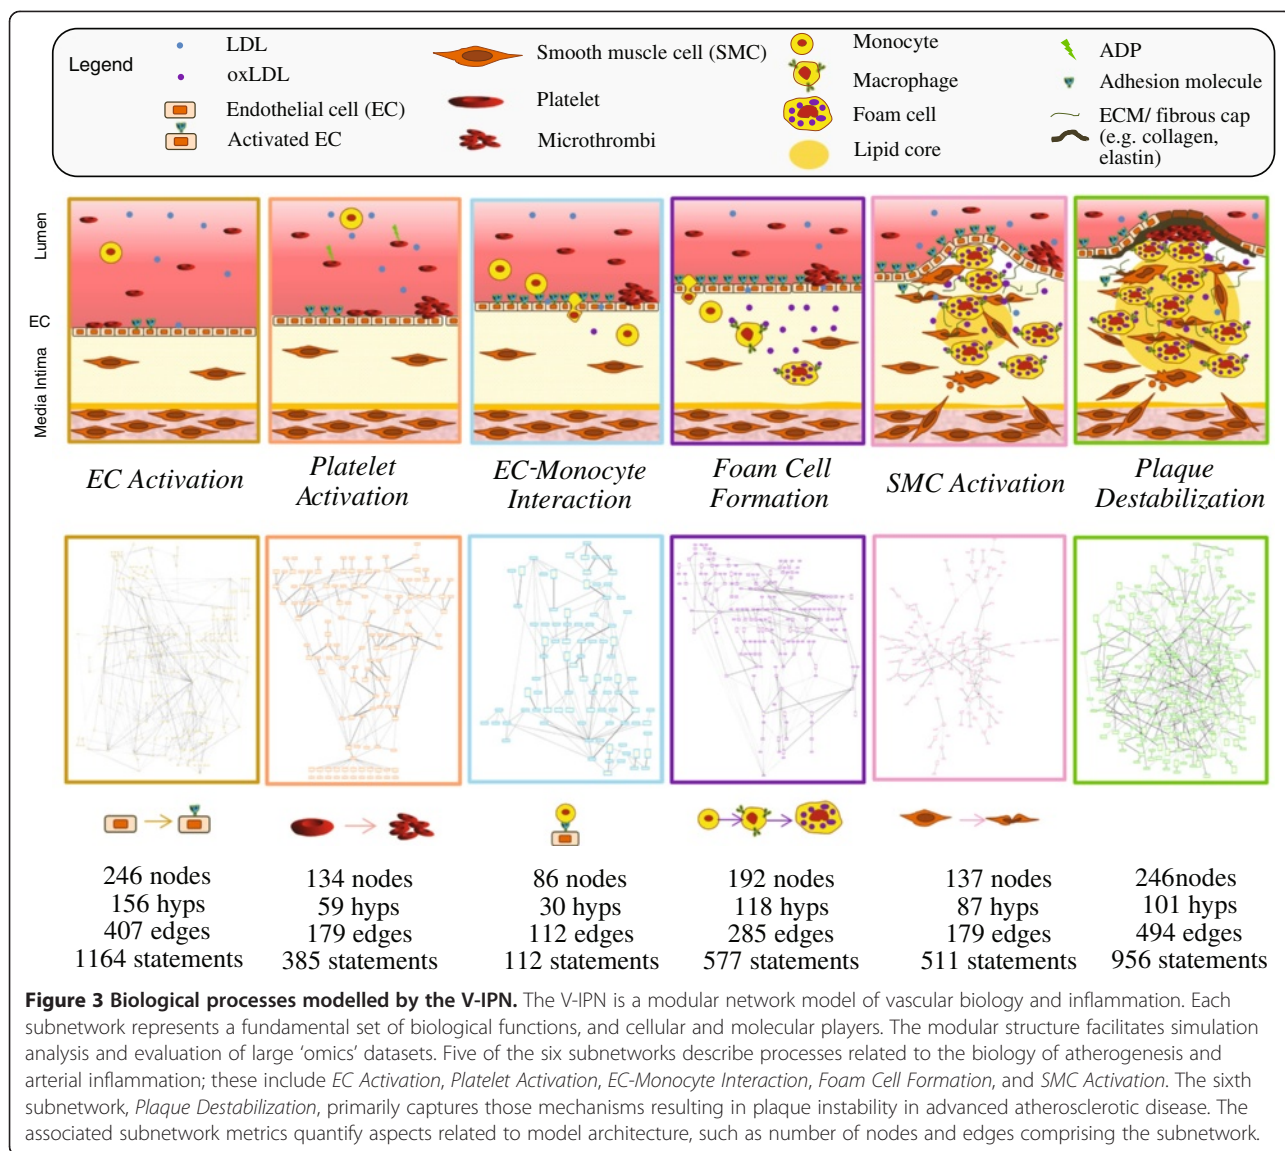 Legend
LDL
oxLDL
Endothelial cell (EC)
Activated EC
Smooth muscle cell (SMC)
Platelet
Microthrombi
Monocyte
Macrophage
Foam cell
Lipid core
ADP
Adhesion molecule
ECM/ fibrous cap
(e.g. collagen,
elastin)
Lumen
EC
Media Intima
EC Activation
Platelet
Activation
EC-Monocyte
Interaction
Foam Cell
Formation
SMC Activation
Plaque
Destabilization
246 nodes
156 hyps
407 edges
1164 statements
134 nodes
59 hyps
179 edges
385 statements
86 nodes
30 hyps
112 edges
112 statements
192 nodes
118 hyps
285 edges
577 statements
137 nodes
87 hyps
179 edges
511 statements
246nodes
101 hyps
494 edges
956 statements
Figure 3 Biological processes modelled by the V-IPN. The V-IPN is a modular network model of vascular biology and inflammation. Each
subnetwork represents a fundamental set of biological functions, and cellular and molecular players. The modular structure facilitates simulation
analysis and evaluation of large ‘omics’ datasets. Five of the six subnetworks describe processes related to the biology of atherogenesis and
arterial inflammation; these include EC Activation, Platelet Activation, EC-Monocyte Interaction, Foam Cell Formation, and SMC Activation. The sixth
subnetwork, Plaque Destabilization, primarily captures those mechanisms resulting in plaque instability in advanced atherosclerotic disease. The
associated subnetwork metrics quantify aspects related to model architecture, such as number of nodes and edges comprising the subnetwork.